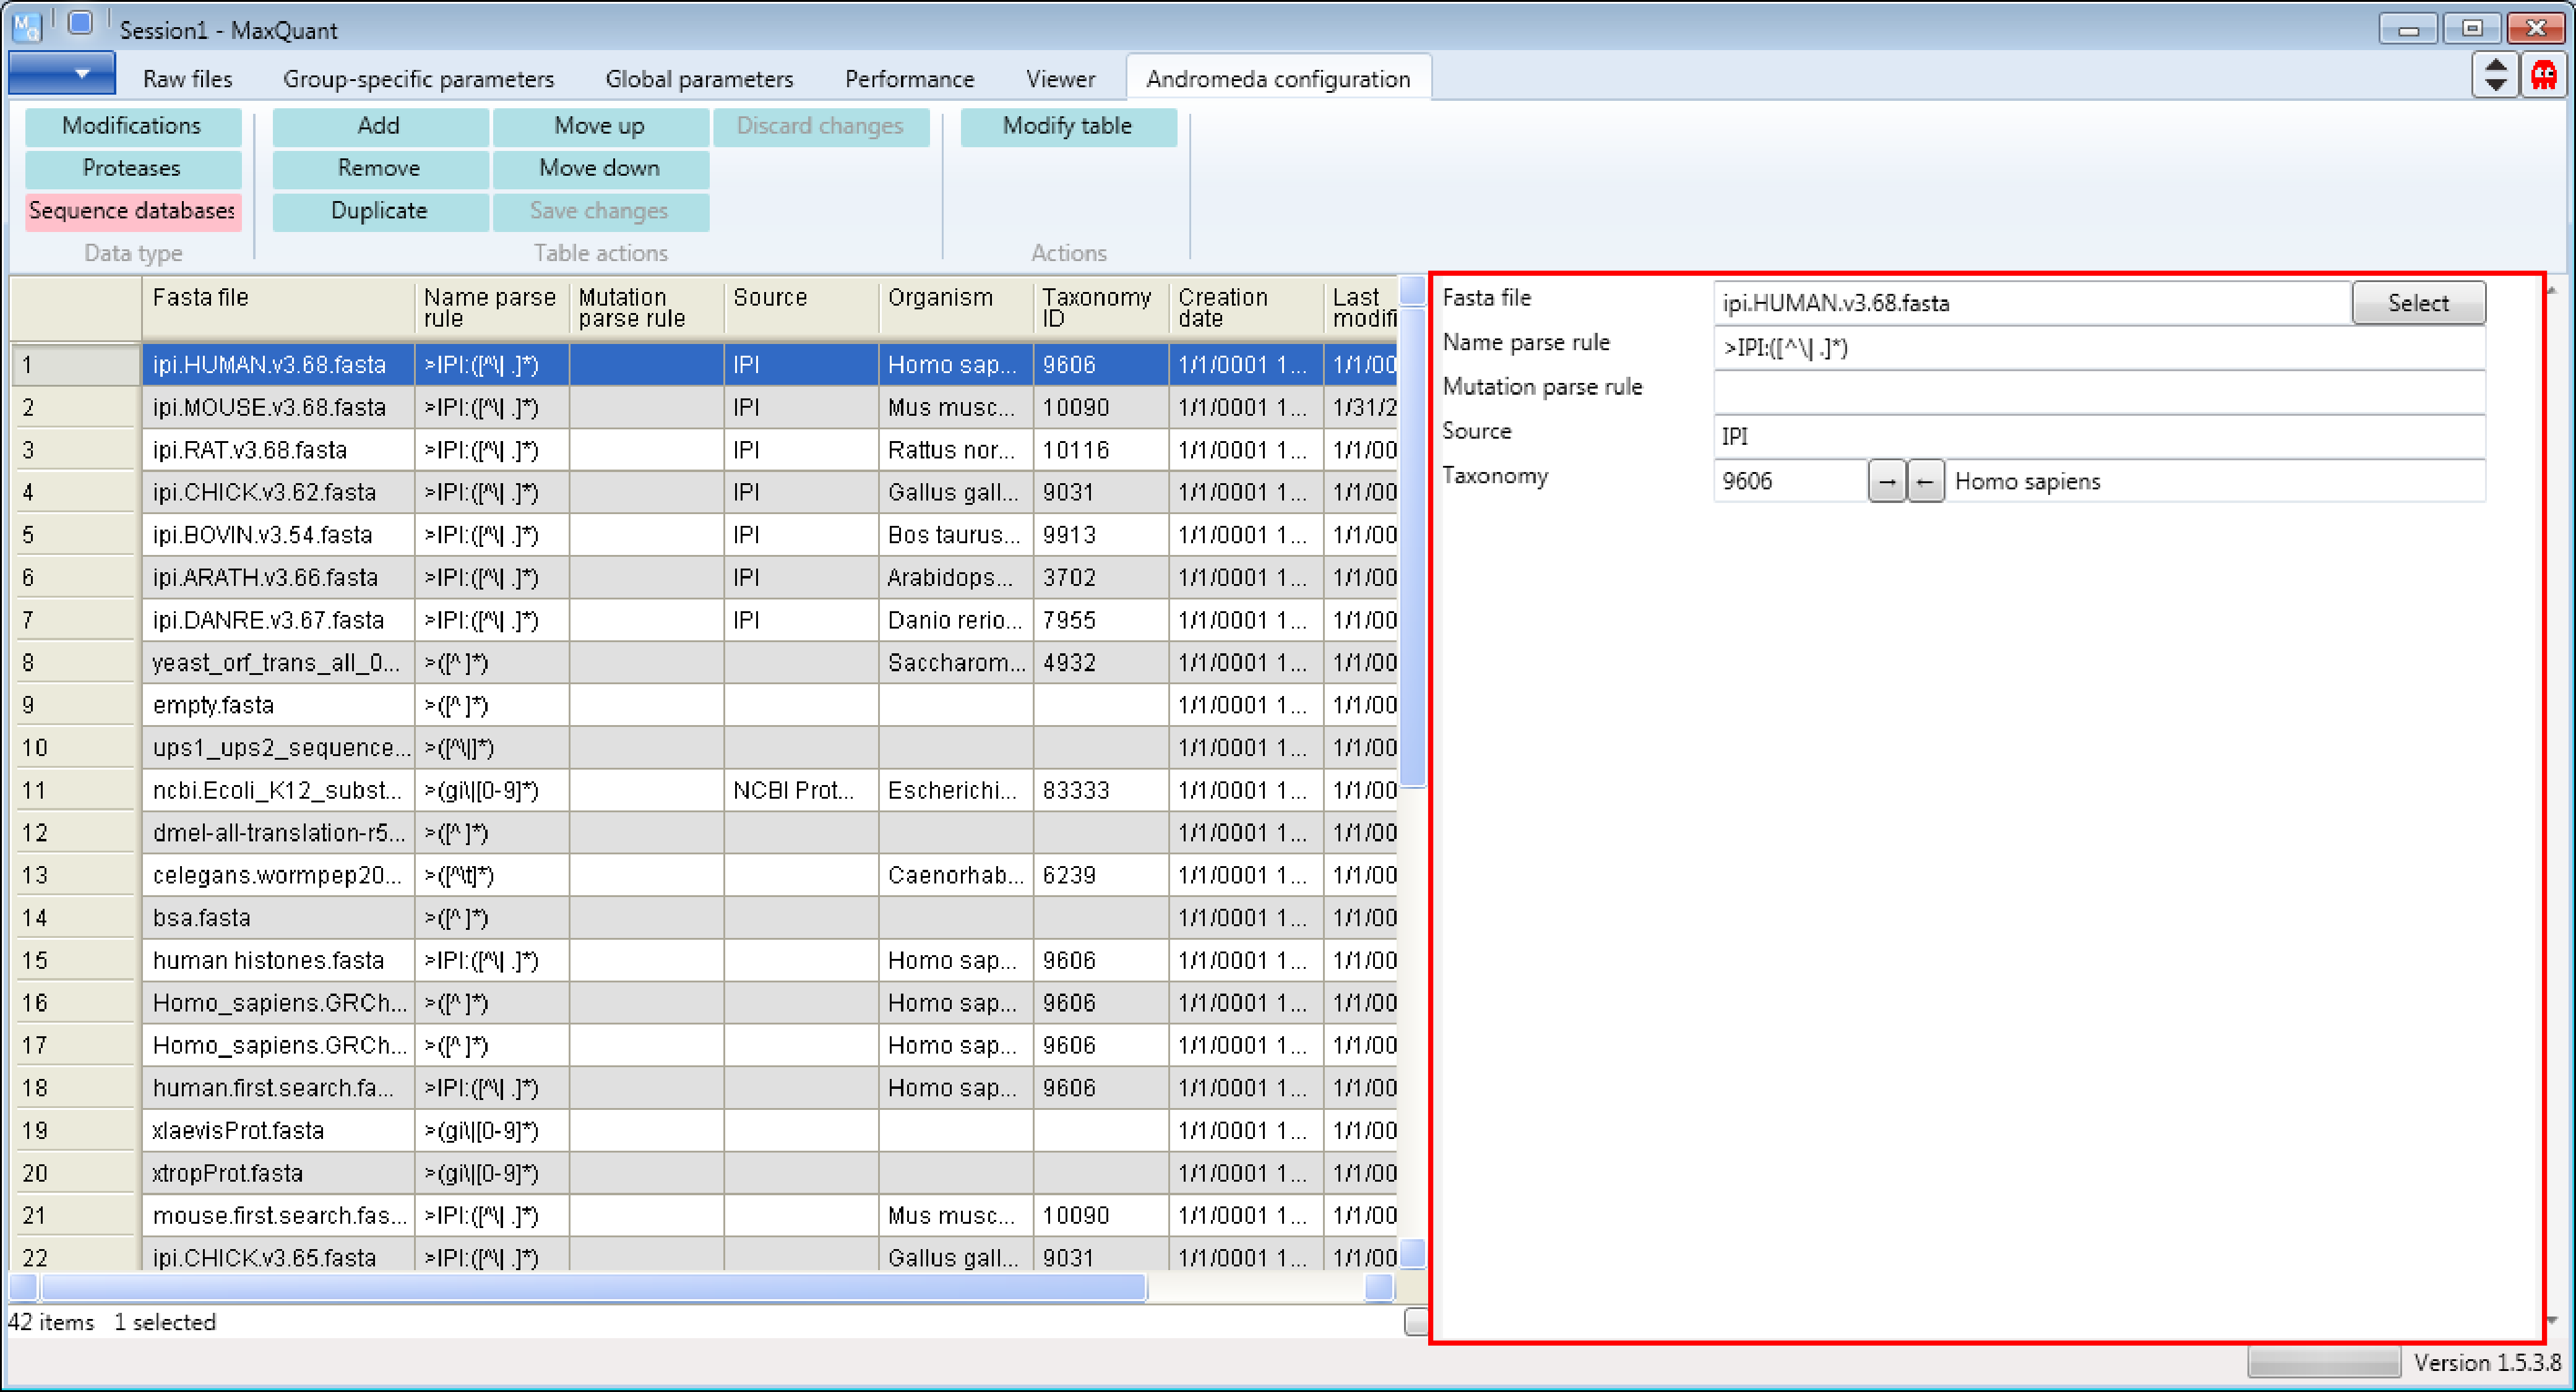 Session1 - MaxQuant
Raw files Group-specific parameters Global parameters Performance Viewer Andromeda configuration
Modifications Add Move up Discard changes Modify table
Proteases Remove Move down
Sequence databases Duplicate Save changes
Data type Table actions Actions
Fasta file Name parse rule Mutation parse rule Source Organism Taxonomy ID Creation date Last modifi
1 ipi.HUMAN.v3.68.fasta >IPI:([^\| .]*) IPI Homo sap... 9606 1/1/0001 1... 1/1/00
2 ipi.MOUSE.v3.68.fasta >IPI:([^\| .]*) IPI Mus musc... 10090 1/1/0001 1... 1/31/2
3 ipi.RAT.v3.68.fasta >IPI:([^\| .]*) IPI Rattus nor... 10116 1/1/0001 1... 1/1/00
4 ipi.CHICK.v3.62.fasta >IPI:([^\| .]*) IPI Gallus gall... 9031 1/1/0001 1... 1/1/00
5 ipi.BOVIN.v3.54.fasta >IPI:([^\| .]*) IPI Bos taurus... 9913 1/1/0001 1... 1/1/00
6 ipi.ARATH.v3.66.fasta >IPI:([^\| .]*) IPI Arabidops... 3702 1/1/0001 1... 1/1/00
7 ipi.DANRE.v3.67.fasta >IPI:([^\| .]*) IPI Danio rerio... 7955 1/1/0001 1... 1/1/00
8 yeast_orf_trans_all_0... >([^ ]*) Saccharom... 4932 1/1/0001 1... 1/1/00
9 empty.fasta >([^ ]*) 1/1/0001 1... 1/1/00
10 ups1_ups2_sequence... >([^\|]*) 1/1/0001 1... 1/1/00
11 ncbi.Ecoli_K12_subst... >(gi\|[0-9]*) NCBI Prot... Escherichi... 83333 1/1/0001 1... 1/1/00
12 dmel-all-translation-r5... >([^ ]*) 1/1/0001 1... 1/1/00
13 celegans.wormpep20... >([^\t]*) Caenorhab... 6239 1/1/0001 1... 1/1/00
14 bsa.fasta >([^ ]*) 1/1/0001 1... 1/1/00
15 human histones.fasta >IPI:([^\| .]*) Homo sap... 9606 1/1/0001 1... 1/1/00
16 Homo_sapiens.GRCh... >([^ ]*) Homo sap... 9606 1/1/0001 1... 1/1/00
17 Homo_sapiens.GRCh... >([^ ]*) Homo sap... 9606 1/1/0001 1... 1/1/00
18 human.first.search.fa... >IPI:([^\| .]*) Homo sap... 9606 1/1/0001 1... 1/1/00
19 xlaevisProt.fasta >(gi\|[0-9]*) 1/1/0001 1... 1/1/00
20 xtropProt.fasta >(gi\|[0-9]*) 1/1/0001 1... 1/1/00
21 mouse.first.search.fas... >IPI:([^\| .]*) Mus musc... 10090 1/1/0001 1... 1/1/00
22 ipi.CHICK.v3.65.fasta >IPI:([^\| .]*) Gallus gall... 9031 1/1/0001 1... 1/1/00
42 items 1 selected
Fasta file ipi.HUMAN.v3.68.fasta Select
Name parse rule >IPI:([^\| .]*)
Mutation parse rule
Source IPI
Taxonomy 9606 → ← Homo sapiens
Version 1.5.3.8